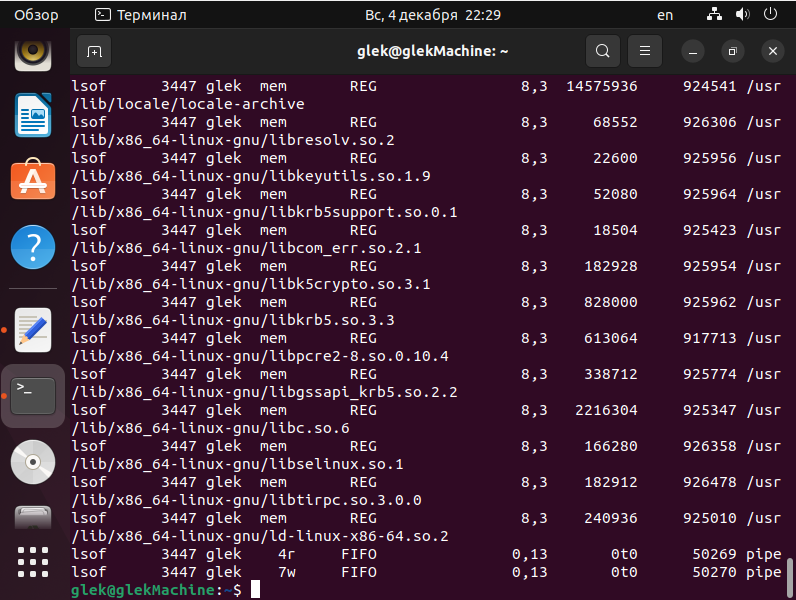 Обзор Терминал Вс, 4 декабря 22:29 en
glek@glekMachine: ~
lsof 3447 glek mem REG 8,3 14575936 924541 /usr
/lib/locale/locale-archive
lsof 3447 glek mem REG 8,3 68552 926306 /usr
/lib/x86_64-linux-gnu/libresolv.so.2
lsof 3447 glek mem REG 8,3 22600 925956 /usr
/lib/x86_64-linux-gnu/libkeyutils.so.1.9
lsof 3447 glek mem REG 8,3 52080 925964 /usr
/lib/x86_64-linux-gnu/libkrb5support.so.0.1
lsof 3447 glek mem REG 8,3 18504 925423 /usr
/lib/x86_64-linux-gnu/libcom_err.so.2.1
lsof 3447 glek mem REG 8,3 182928 925954 /usr
/lib/x86_64-linux-gnu/libk5crypto.so.3.1
lsof 3447 glek mem REG 8,3 828000 925962 /usr
/lib/x86_64-linux-gnu/libkrb5.so.3.3
lsof 3447 glek mem REG 8,3 613064 917713 /usr
/lib/x86_64-linux-gnu/libpcre2-8.so.0.10.4
lsof 3447 glek mem REG 8,3 338712 925774 /usr
/lib/x86_64-linux-gnu/libgssapi_krb5.so.2.2
lsof 3447 glek mem REG 8,3 2216304 925347 /usr
/lib/x86_64-linux-gnu/libc.so.6
lsof 3447 glek mem REG 8,3 166280 926358 /usr
/lib/x86_64-linux-gnu/libselinux.so.1
lsof 3447 glek mem REG 8,3 182912 926478 /usr
/lib/x86_64-linux-gnu/libtirpc.so.3.0.0
lsof 3447 glek mem REG 8,3 240936 925010 /usr
/lib/x86_64-linux-gnu/ld-linux-x86-64.so.2
lsof 3447 glek 4r FIFO 0,13 0t0 50269 pipe
lsof 3447 glek 7w FIFO 0,13 0t0 50270 pipe
glek@glekMachine:~$